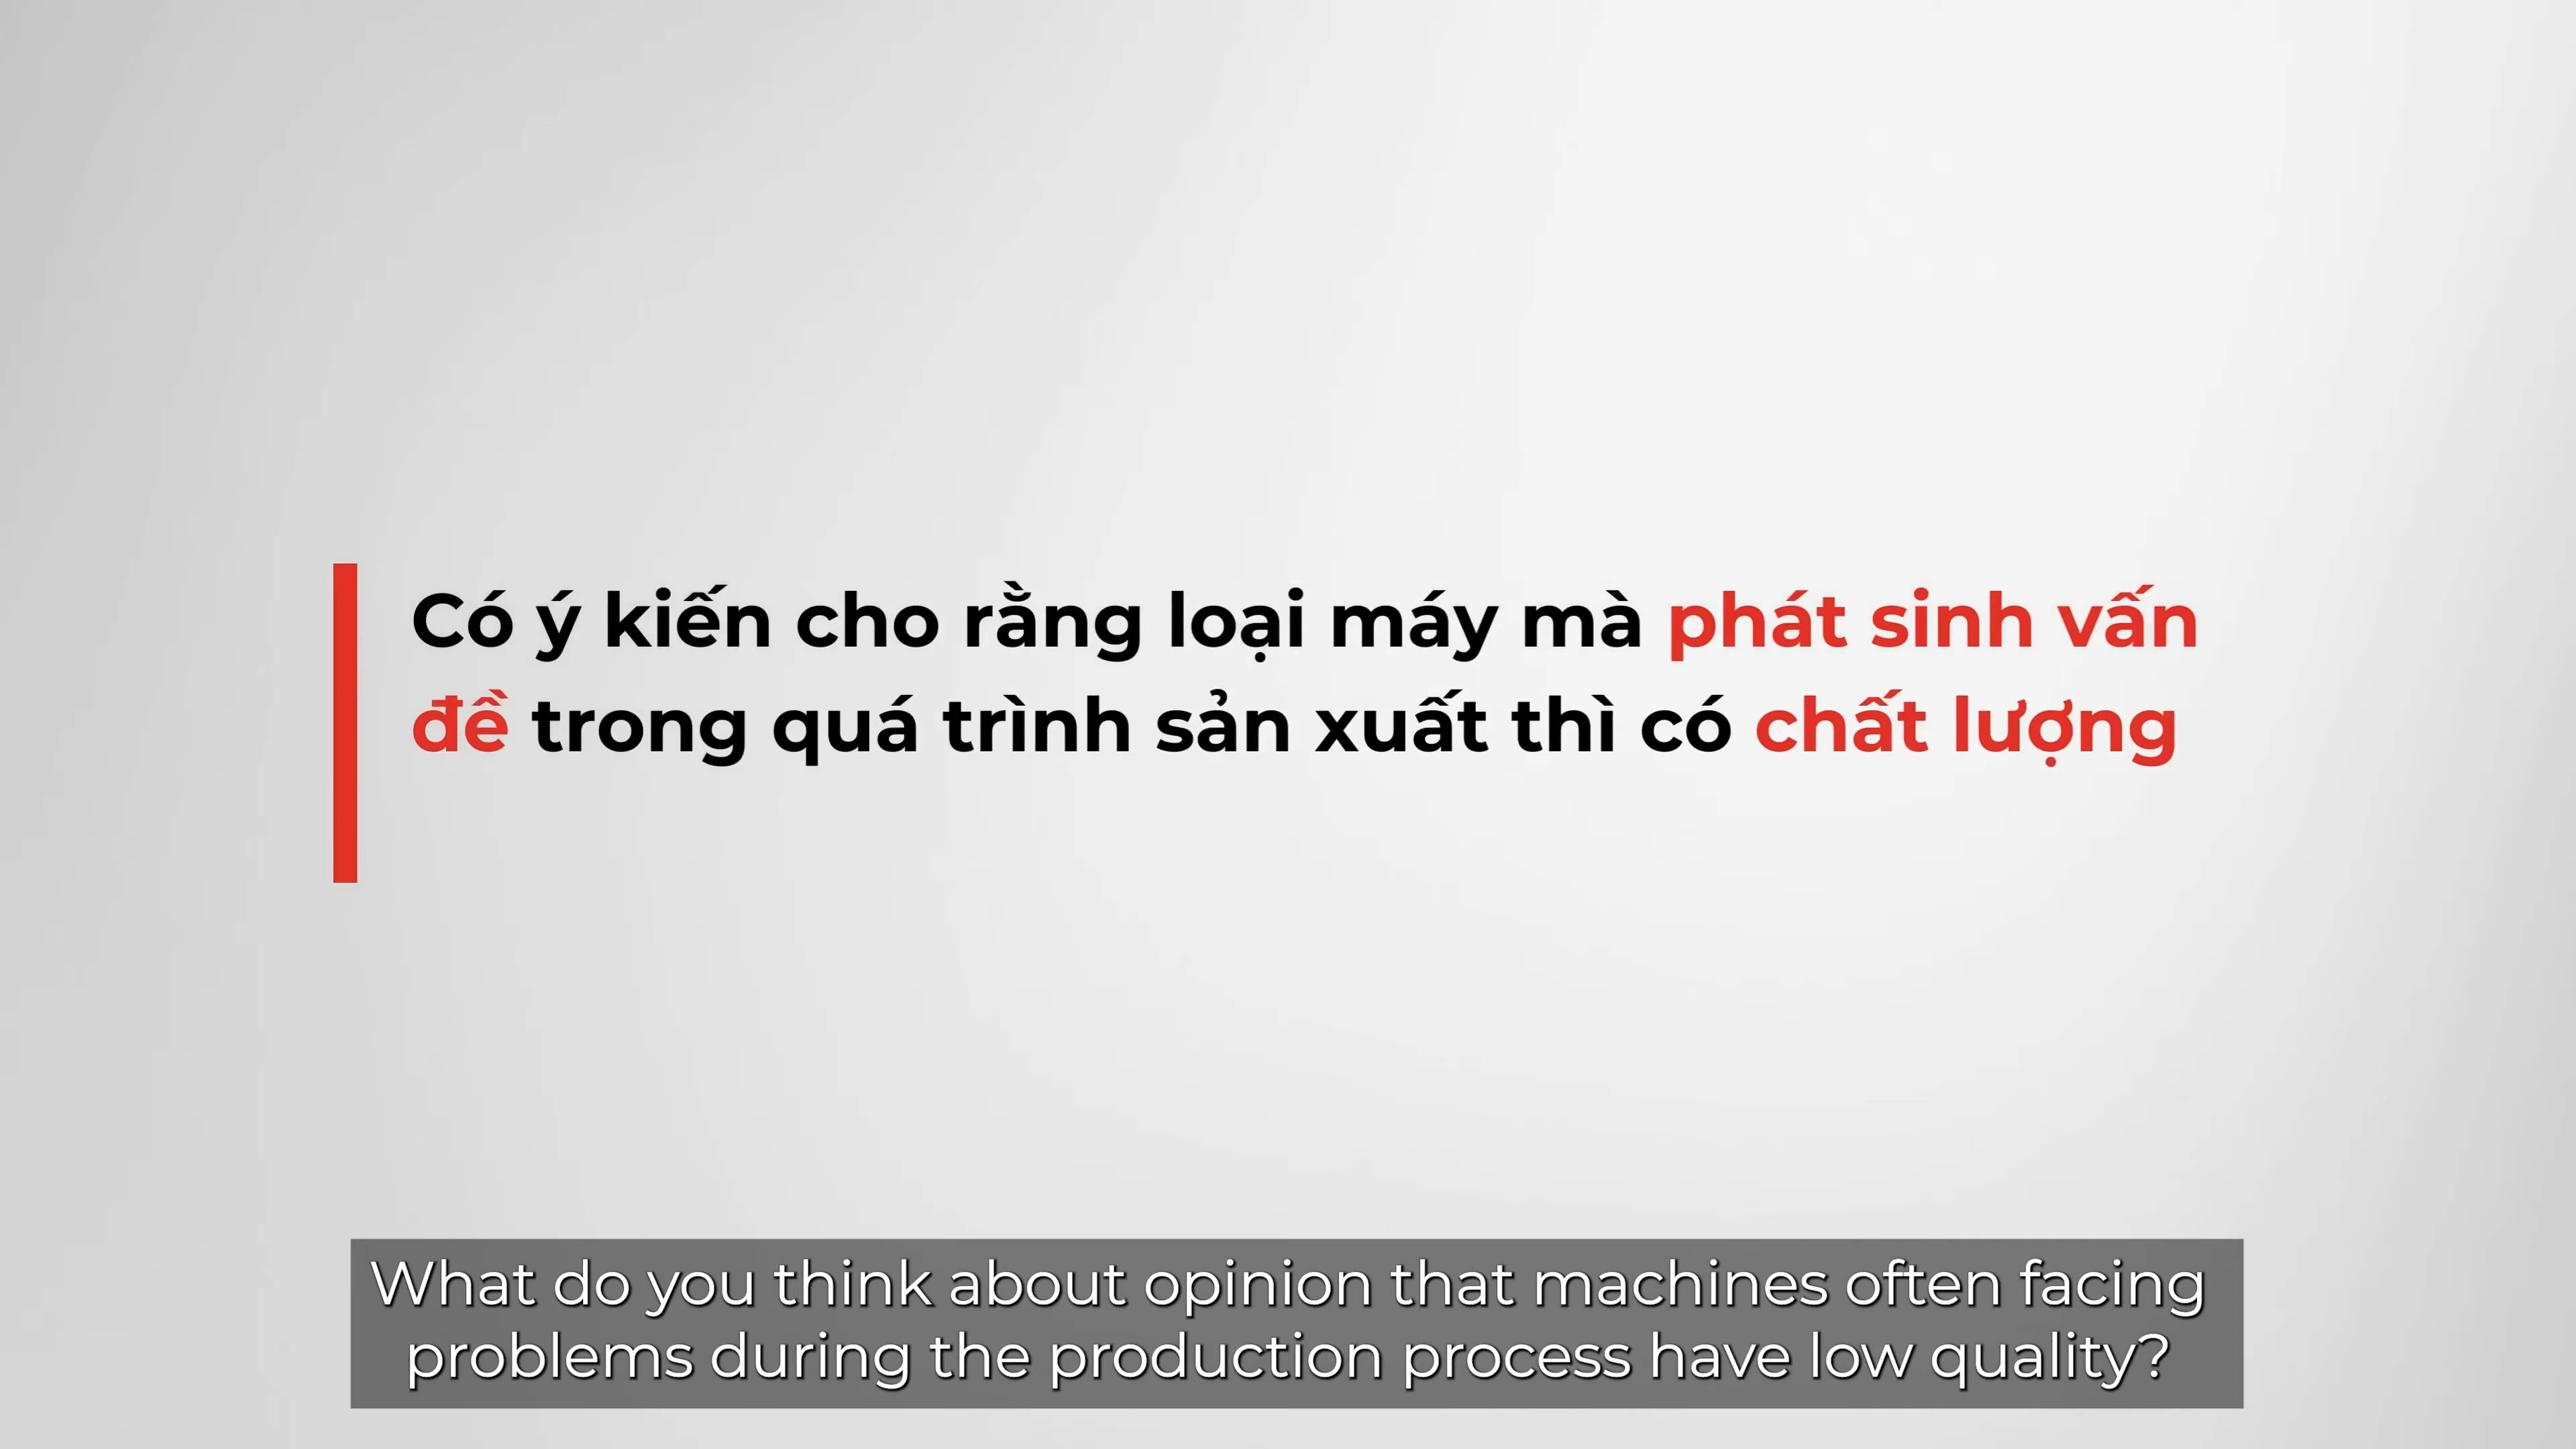 Có ý kiến cho rằng loại máy mà phát sinh vấn
đề trong quá trình sản xuất thì có chất lượng
What do you think about opinion that machines often facing
problems during the production process have low quality?